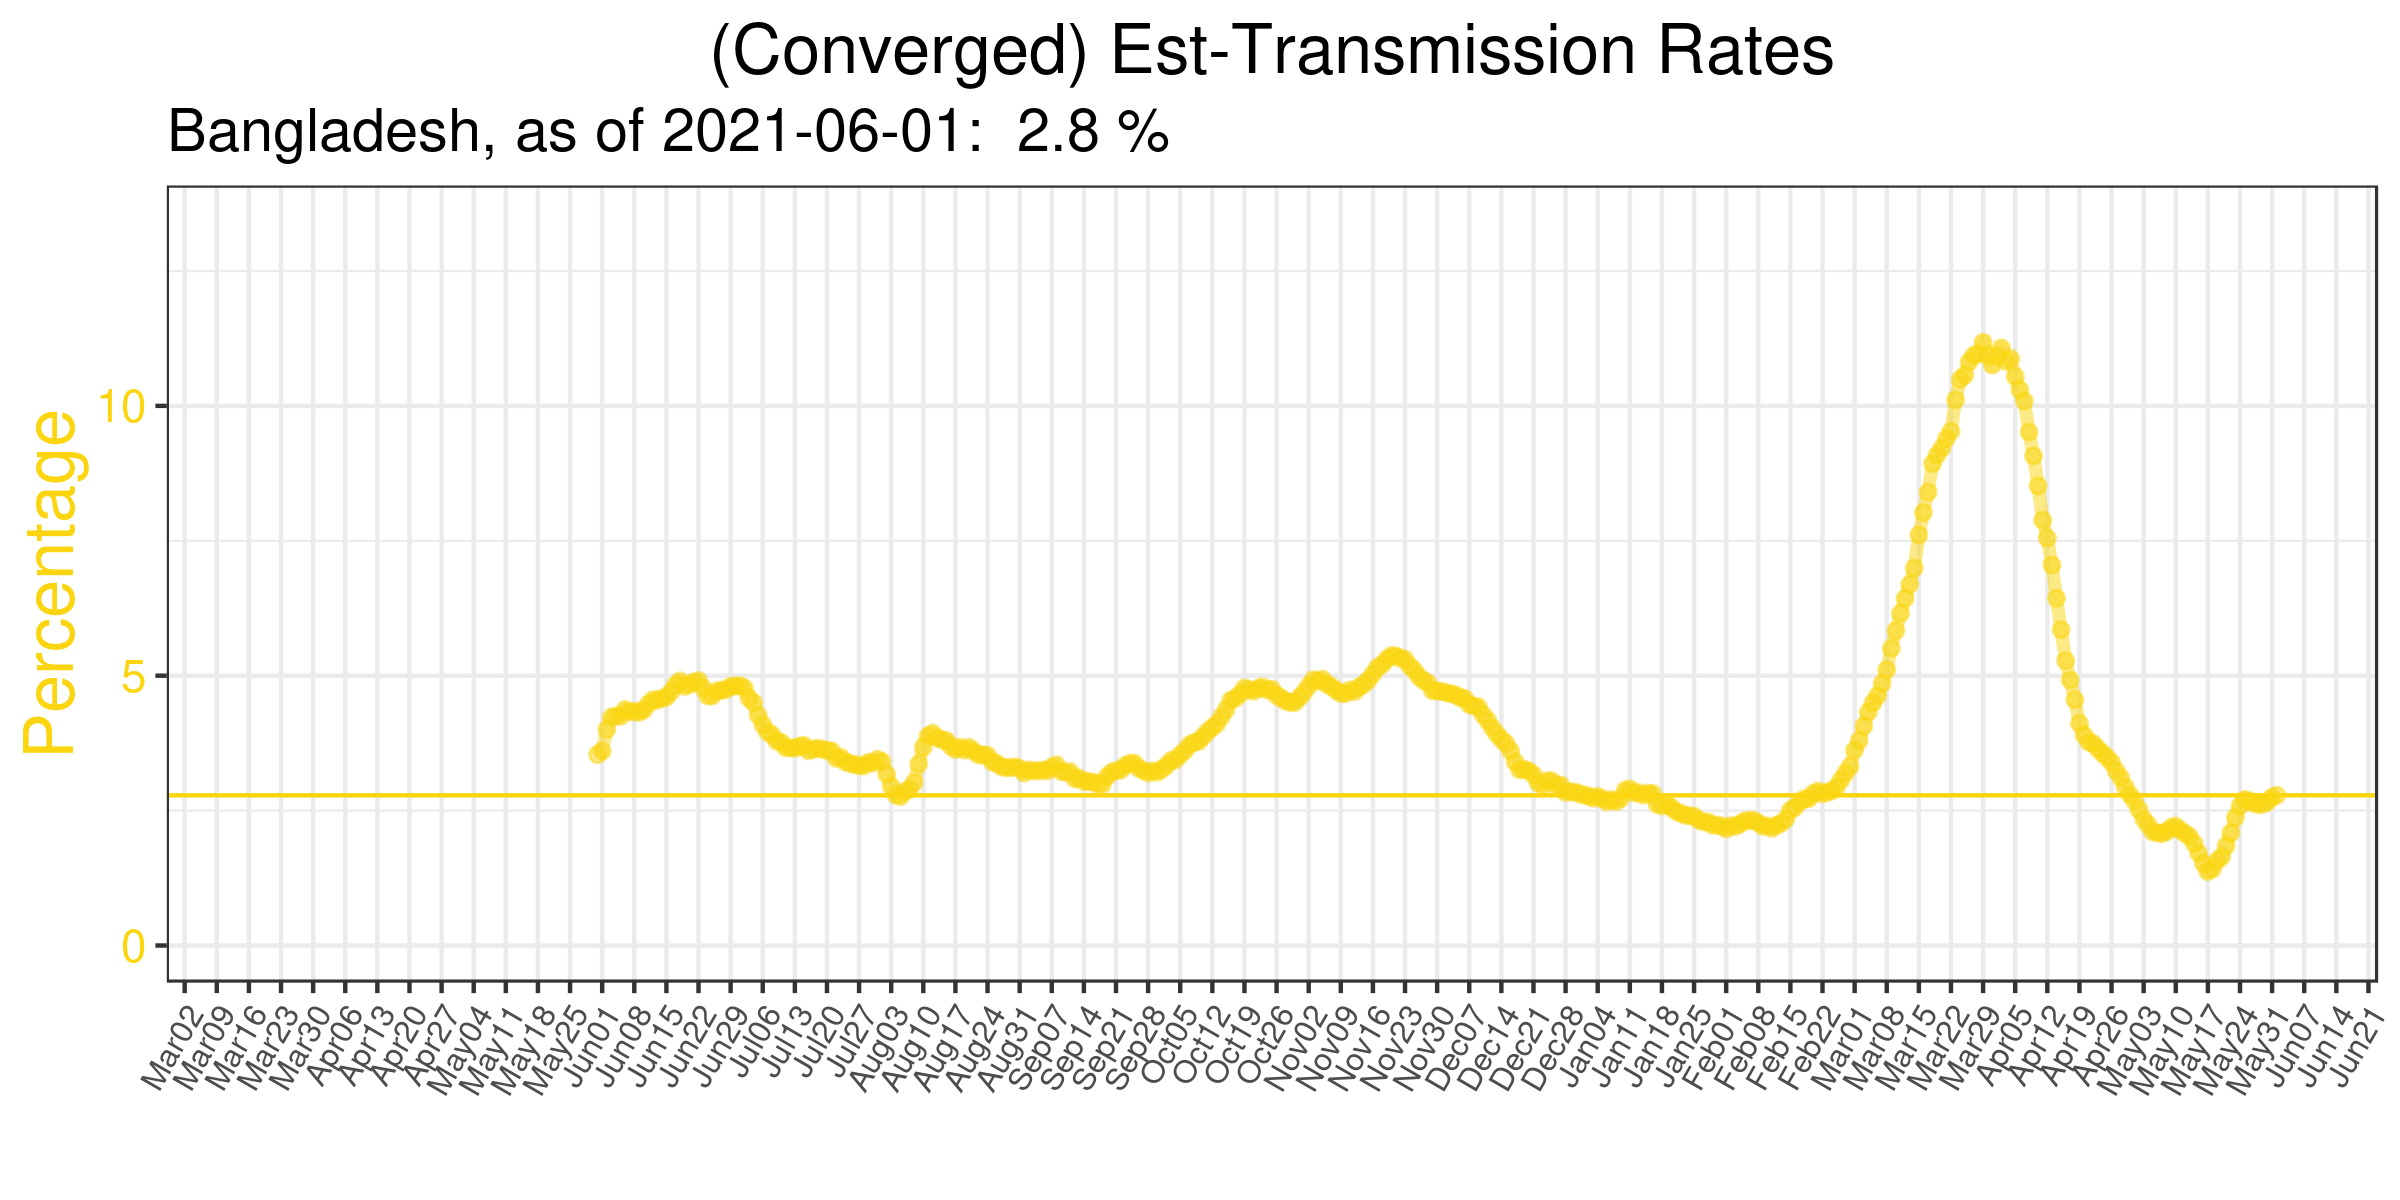 (Converged) Est-Transmission Rates
Bangladesh, as of 2021-06-01:  2.8 %
Percentage
10
5
0
Mar02
Mar09
Mar16
Mar23
Mar30
Apr06
Apr13
Apr20
Apr27
May04
May11
May18
May25
Jun01
Jun08
Jun15
Jun22
Jun29
Jul06
Jul13
Jul20
Jul27
Aug03
Aug10
Aug17
Aug24
Aug31
Sep07
Sep14
Sep21
Sep28
Oct05
Oct12
Oct19
Oct26
Nov02
Nov09
Nov16
Nov23
Nov30
Dec07
Dec14
Dec21
Dec28
Jan04
Jan11
Jan18
Jan25
Feb01
Feb08
Feb15
Feb22
Mar01
Mar08
Mar15
Mar22
Mar29
Apr05
Apr12
Apr19
Apr26
May03
May10
May17
May24
May31
Jun07
Jun14
Jun21